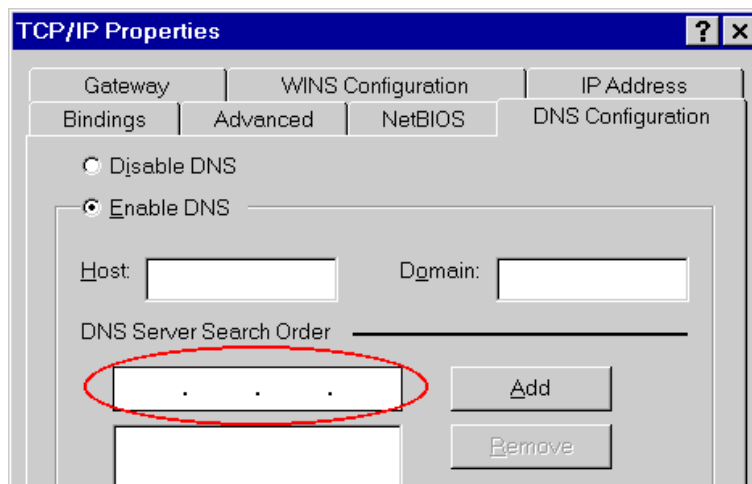 TCP/IP Properties
Gateway WINS Configuration IP Address
Bindings Advanced NetBIOS DNS Configuration
Disable DNS
Enable DNS
Host: Domain:
DNS Server Search Order
. . . Add
Remove